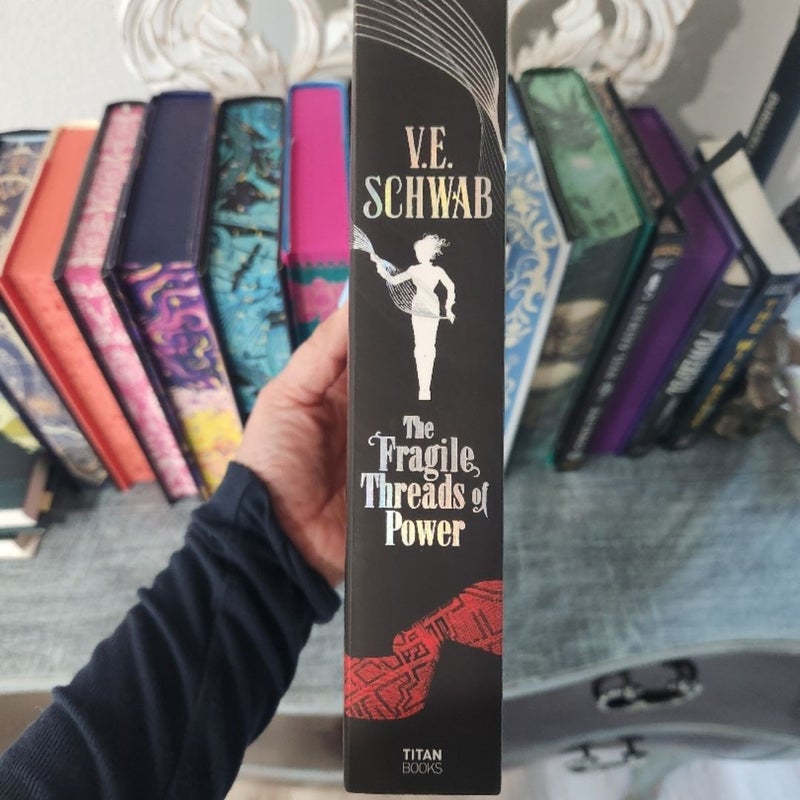 V.E.
SCHWAB
The
Fragile
Threads of
Power
TITAN
BOOKS